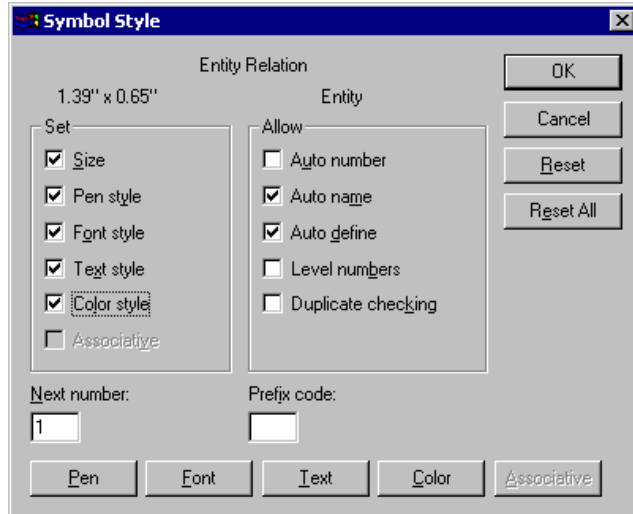 Symbol Style
Entity Relation
1.39" x 0.65"
Entity
Set
Size
Pen style
Font style
Text style
Color style
Associative
Allow
Auto number
Auto name
Auto define
Level numbers
Duplicate checking
OK
Cancel
Reset
Reset All
Next number:
1
Prefix code:
Pen
Font
Text
Color
Associative